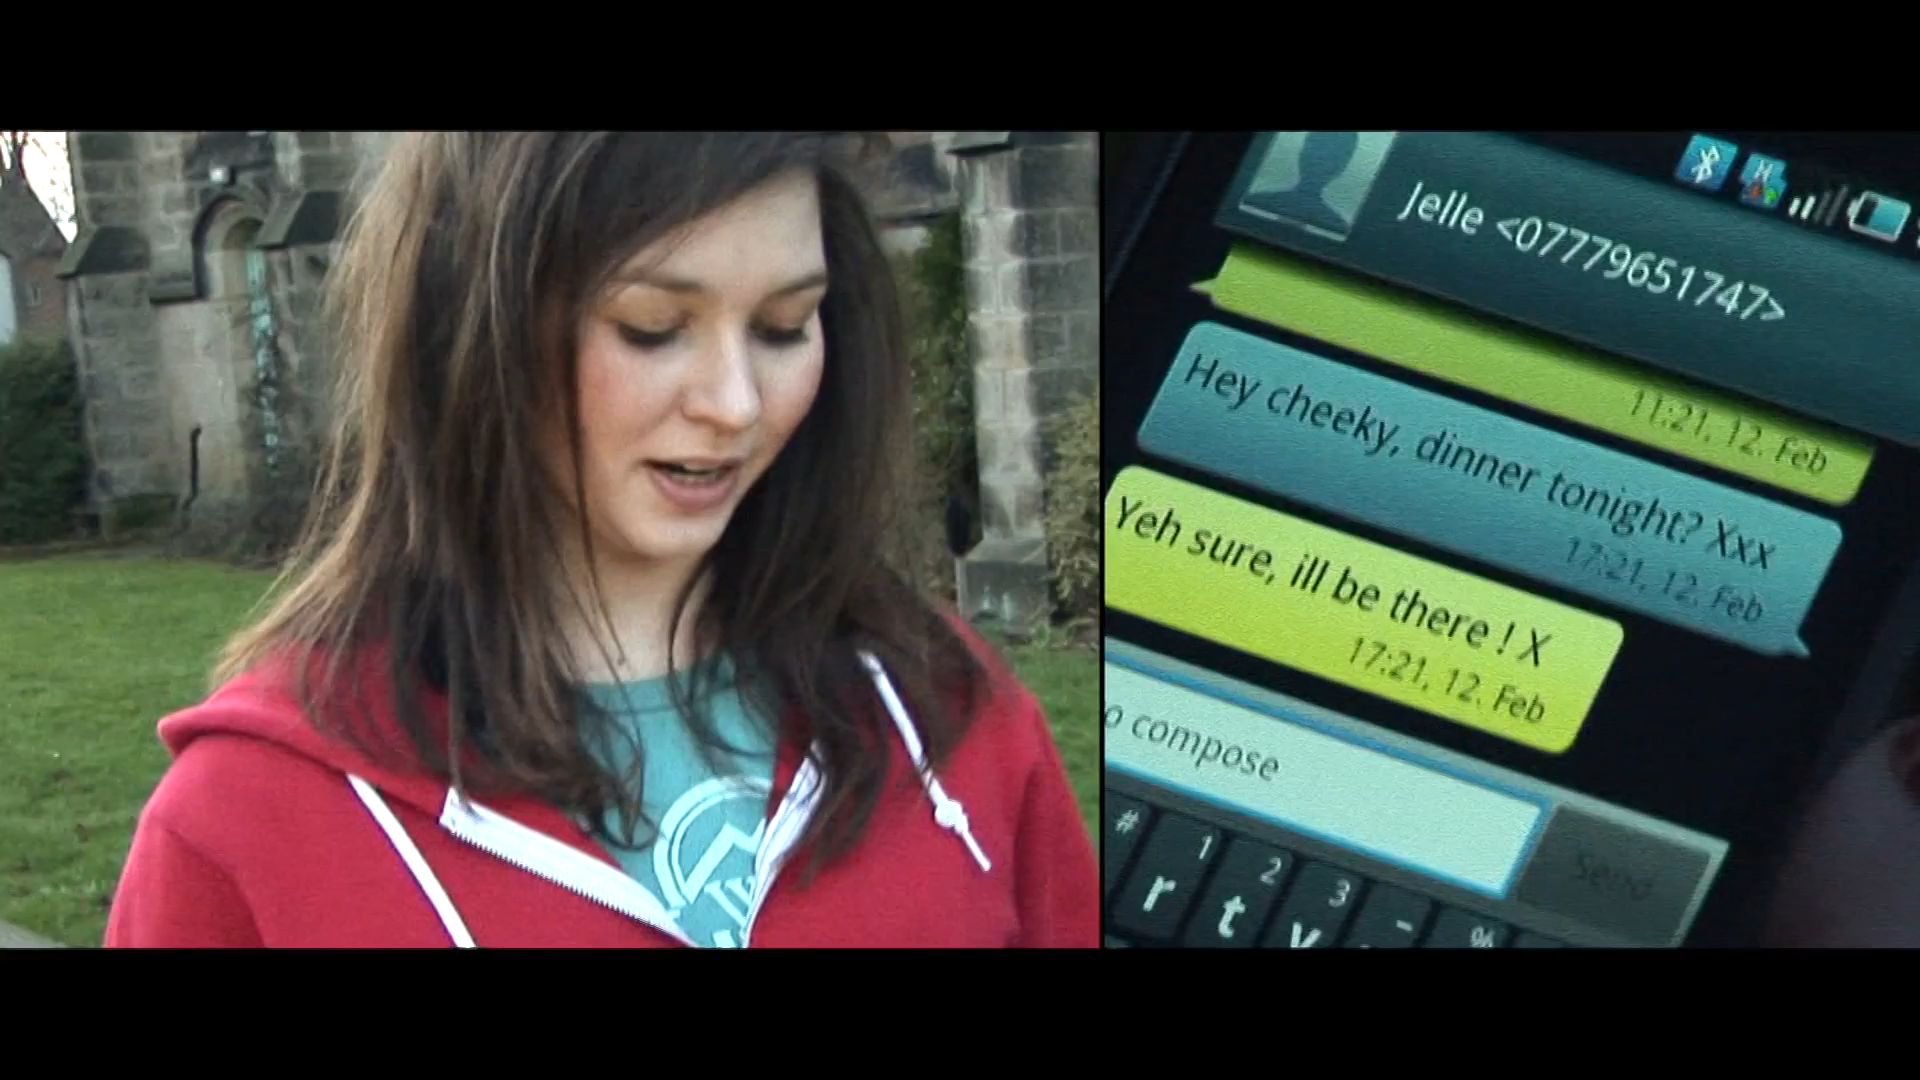 Jelle <07779651747>
11:21, 12. Feb
Hey cheeky, dinner tonight? Xxx
17:21, 12. Feb
Yeh sure, ill be there ! X
17:21, 12. Feb
o compose
Send
# 1 2 3 - %
r t y